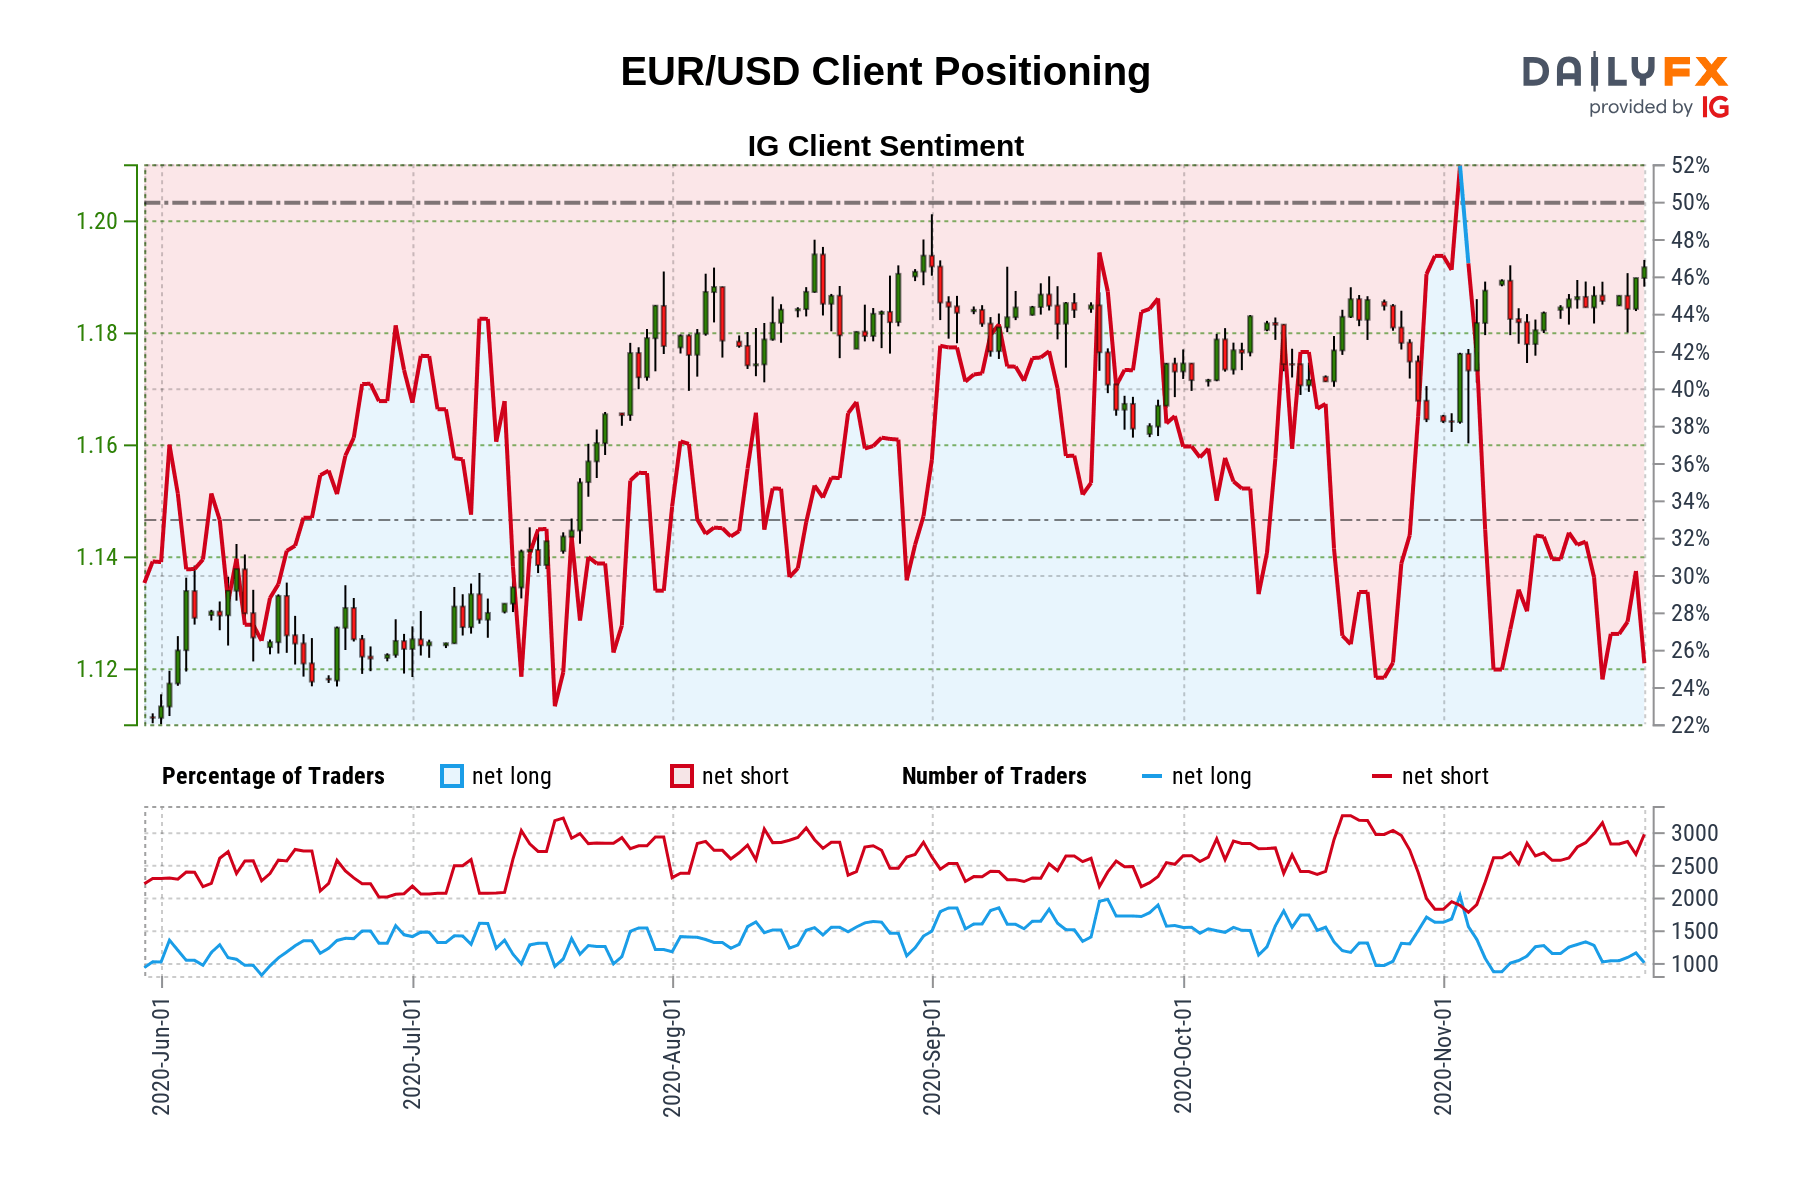 EUR/USD Client Positioning
DAILYFX
provided by IG
IG Client Sentiment
1.20
1.18
1.16
1.14
1.12
52%
50%
48%
46%
44%
42%
40%
38%
36%
34%
32%
30%
28%
26%
24%
22%
Percentage of Traders net long net short Number of Traders net long net short
3000
2500
2000
1500
1000
2020-Jun-01
2020-Jul-01
2020-Aug-01
2020-Sep-01
2020-Oct-01
2020-Nov-01